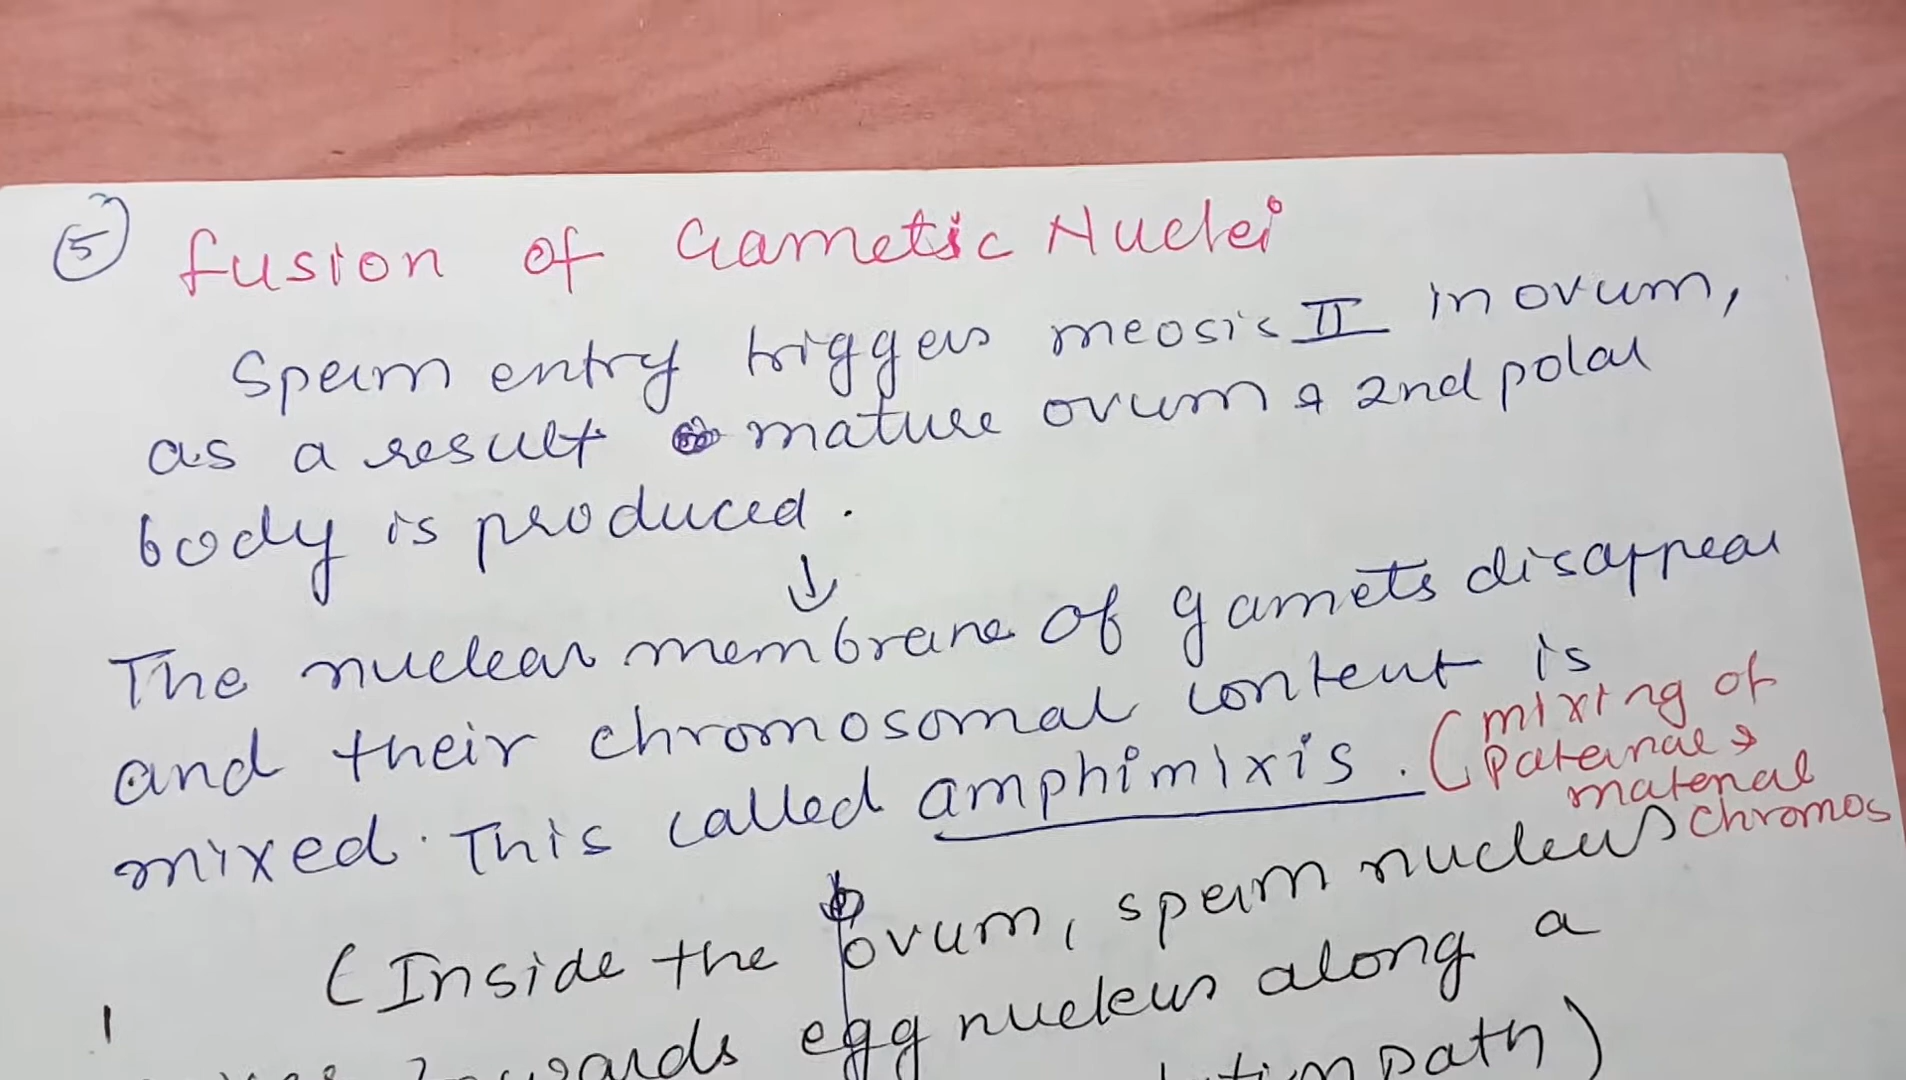 5 fusion of Gametic Nuclei
Sperm entry triggers meosis II in ovum,
as a result mature ovum & 2nd polar
body is produced.
↓
The nuclear membrane of gamets disappear
and their chromosomal content is
mixed. This called amphimixis. (mixing of
paternal &
maternal
chromos
(Inside the ovum, sperm nucleus
towards egg nucleus along a
path)